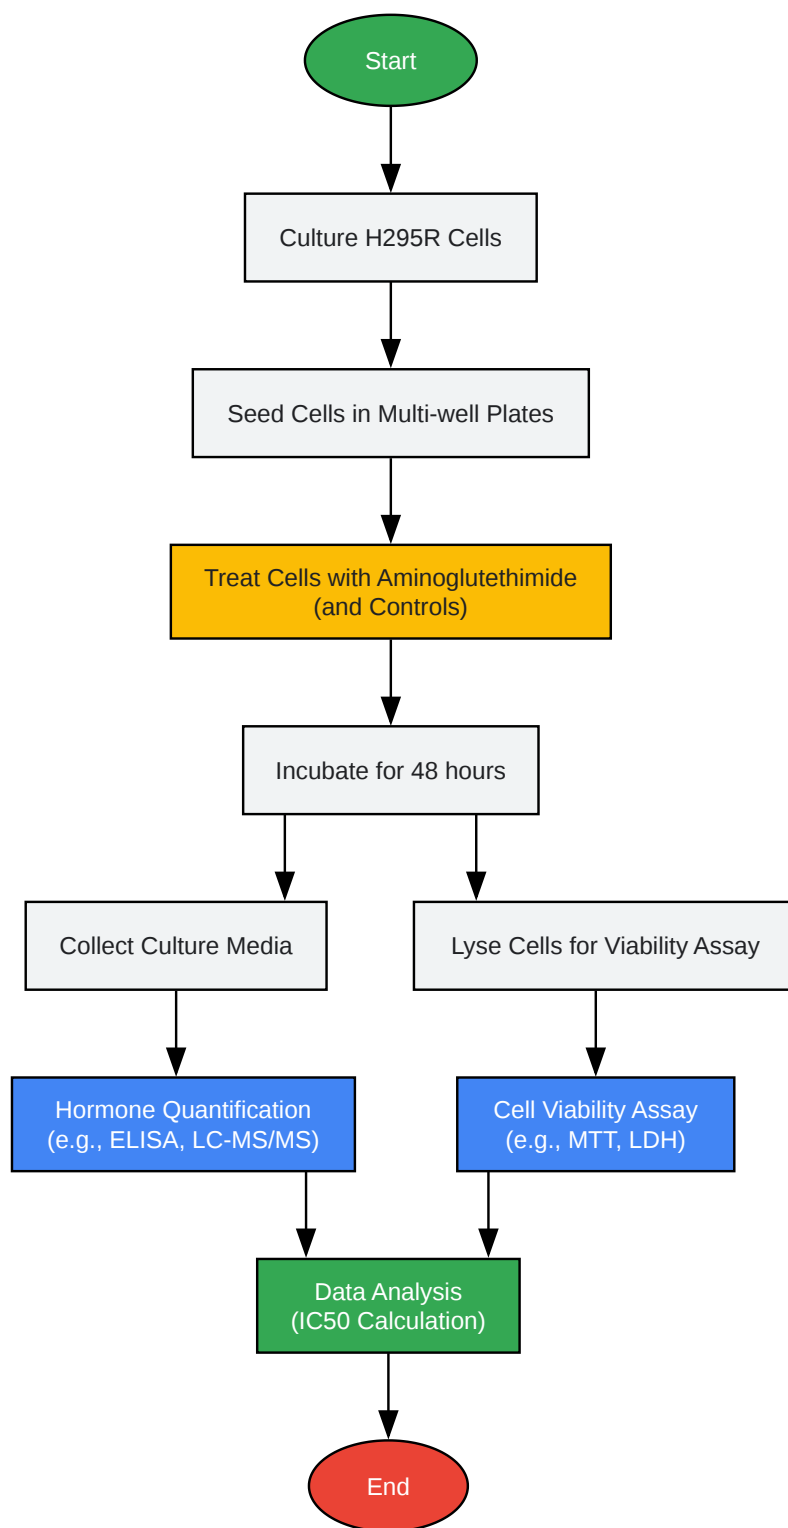 Start
Culture H295R Cells
Seed Cells in Multi-well Plates
Treat Cells with Aminoglutethimide
(and Controls)
Incubate for 48 hours
Collect Culture Media
Lyse Cells for Viability Assay
Hormone Quantification
(e.g., ELISA, LC-MS/MS)
Cell Viability Assay
(e.g., MTT, LDH)
Data Analysis
(IC50 Calculation)
End